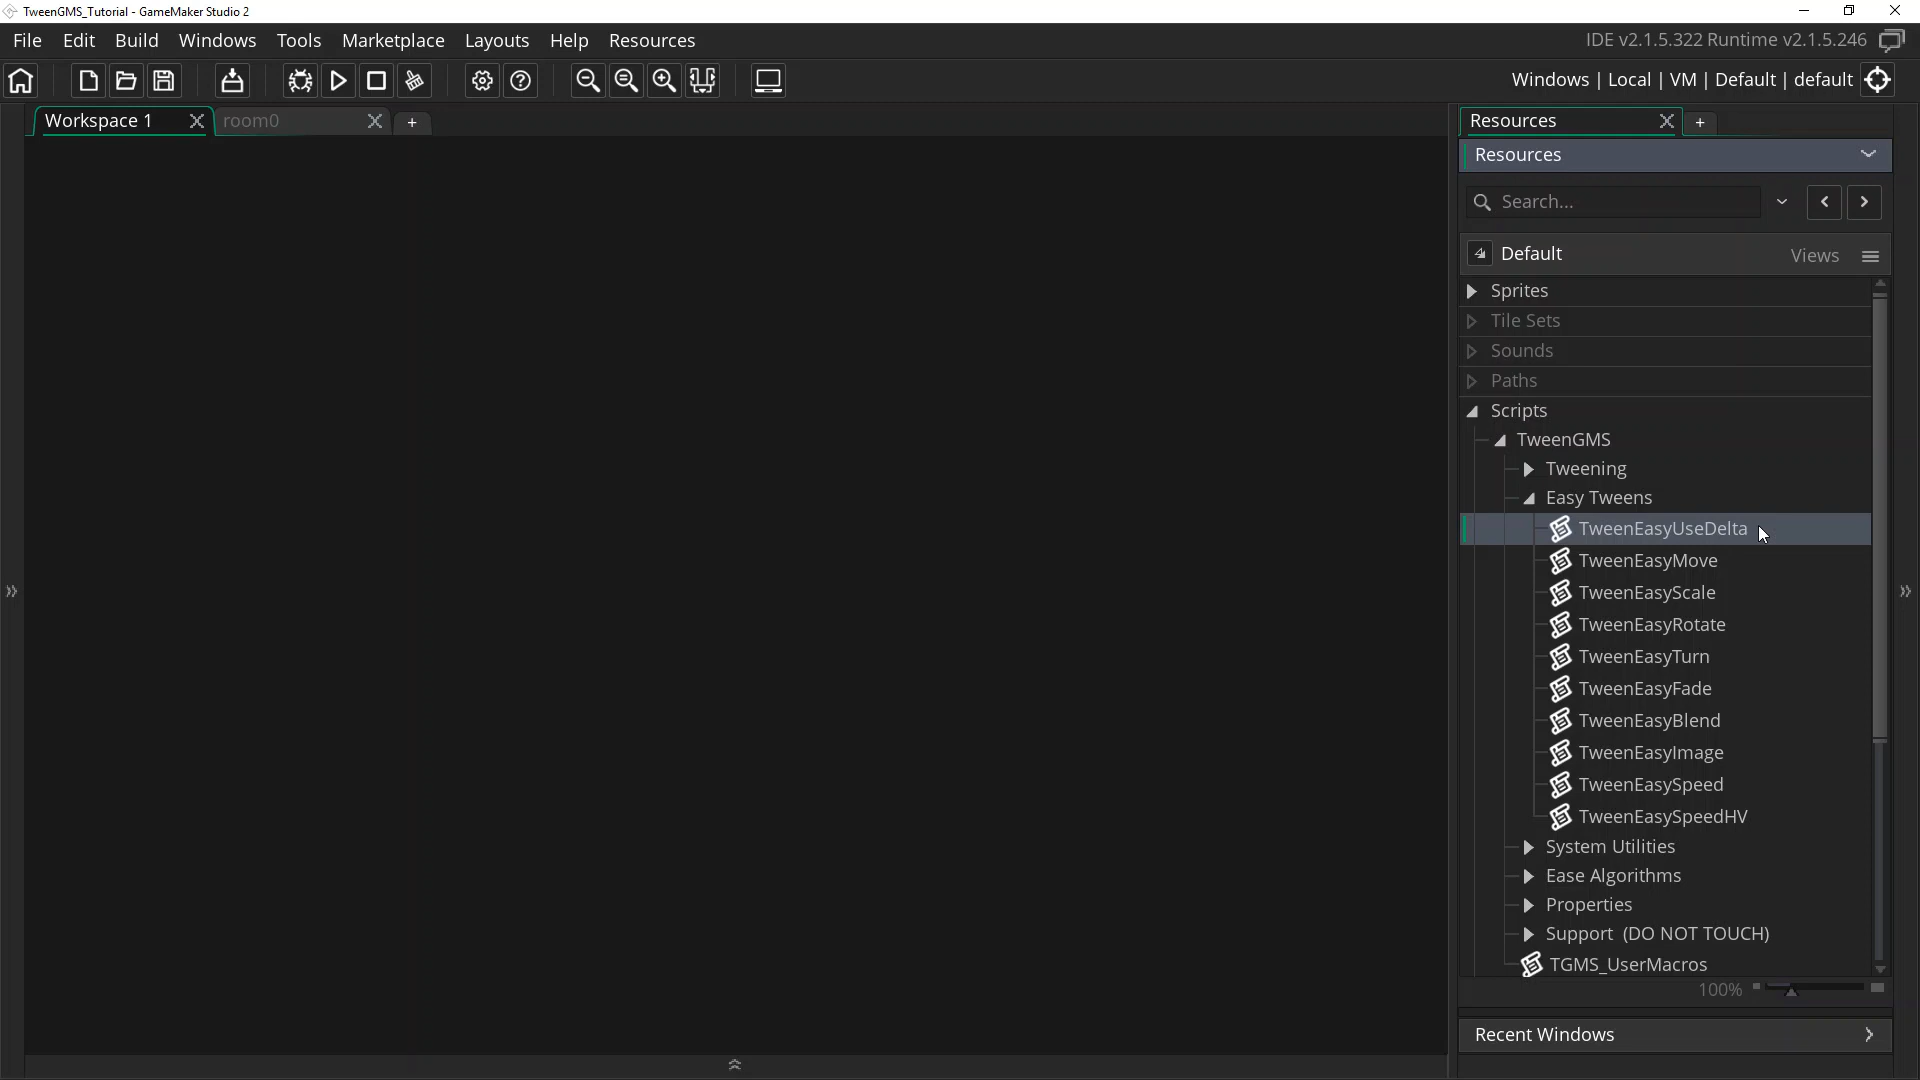 TweenGMS_Tutorial - GameMaker Studio 2
File Edit Build Windows Tools Marketplace Layouts Help Resources
IDE v2.1.5.322 Runtime v2.1.5.246
Windows | Local | VM | Default | default
Workspace 1
room0
+
Resources
+
Resources
Search...
Default
Views
Sprites
Tile Sets
Sounds
Paths
Scripts
TweenGMS
Tweening
Easy Tweens
TweenEasyUseDelta
TweenEasyMove
TweenEasyScale
TweenEasyRotate
TweenEasyTurn
TweenEasyFade
TweenEasyBlend
TweenEasyImage
TweenEasySpeed
TweenEasySpeedHV
System Utilities
Ease Algorithms
Properties
Support (DO NOT TOUCH)
TGMS_UserMacros
100%
Recent Windows